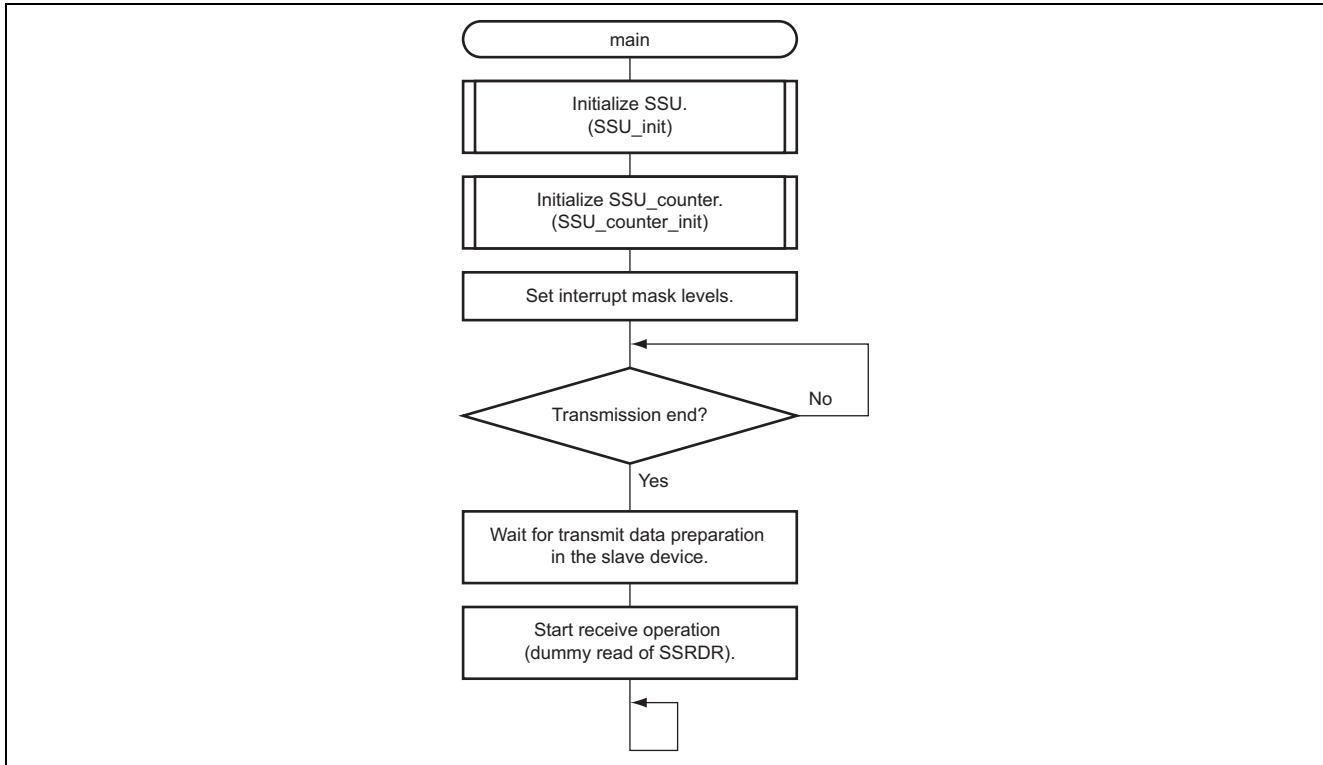 main
Initialize SSU.
(SSU_init)
Initialize SSU_counter.
(SSU_counter_init)
Set interrupt mask levels.
Transmission end?
No
Yes
Wait for transmit data preparation
in the slave device.
Start receive operation
(dummy read of SSRDR).